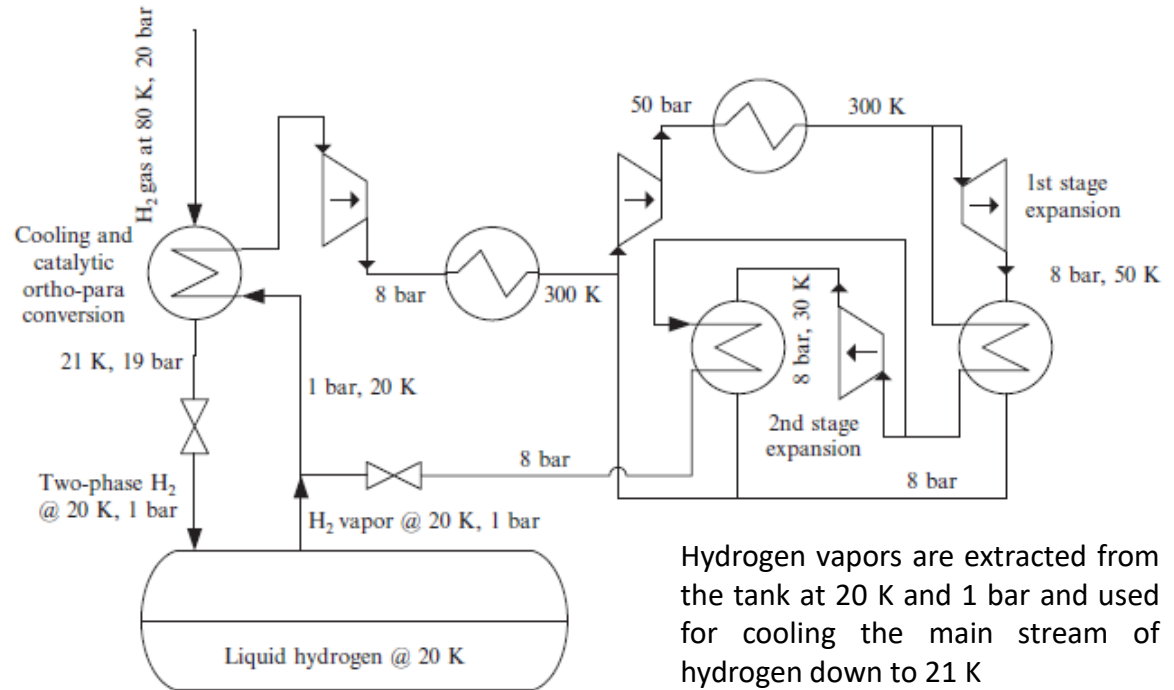 H₂ gas at 80 K, 20 bar
Cooling and
catalytic
ortho-para
conversion
21 K, 19 bar
Two-phase H₂
@ 20 K, 1 bar
8 bar
300 K
1 bar, 20 K
8 bar
H₂ vapor @ 20 K, 1 bar
Liquid hydrogen @ 20 K
50 bar
300 K
1st stage
expansion
8 bar, 50 K
8 bar, 30 K
2nd stage
expansion
8 bar
Hydrogen vapors are extracted from
the tank at 20 K and 1 bar and used
for cooling the main stream of
hydrogen down to 21 K